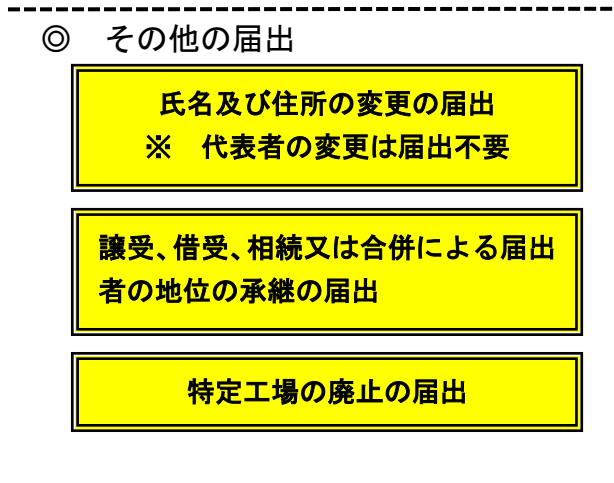 ◎　その他の届出
氏名及び住所の変更の届出
※　代表者の変更は届出不要
譲受、借受、相続又は合併による届出
者の地位の承継の届出
特定工場の廃止の届出